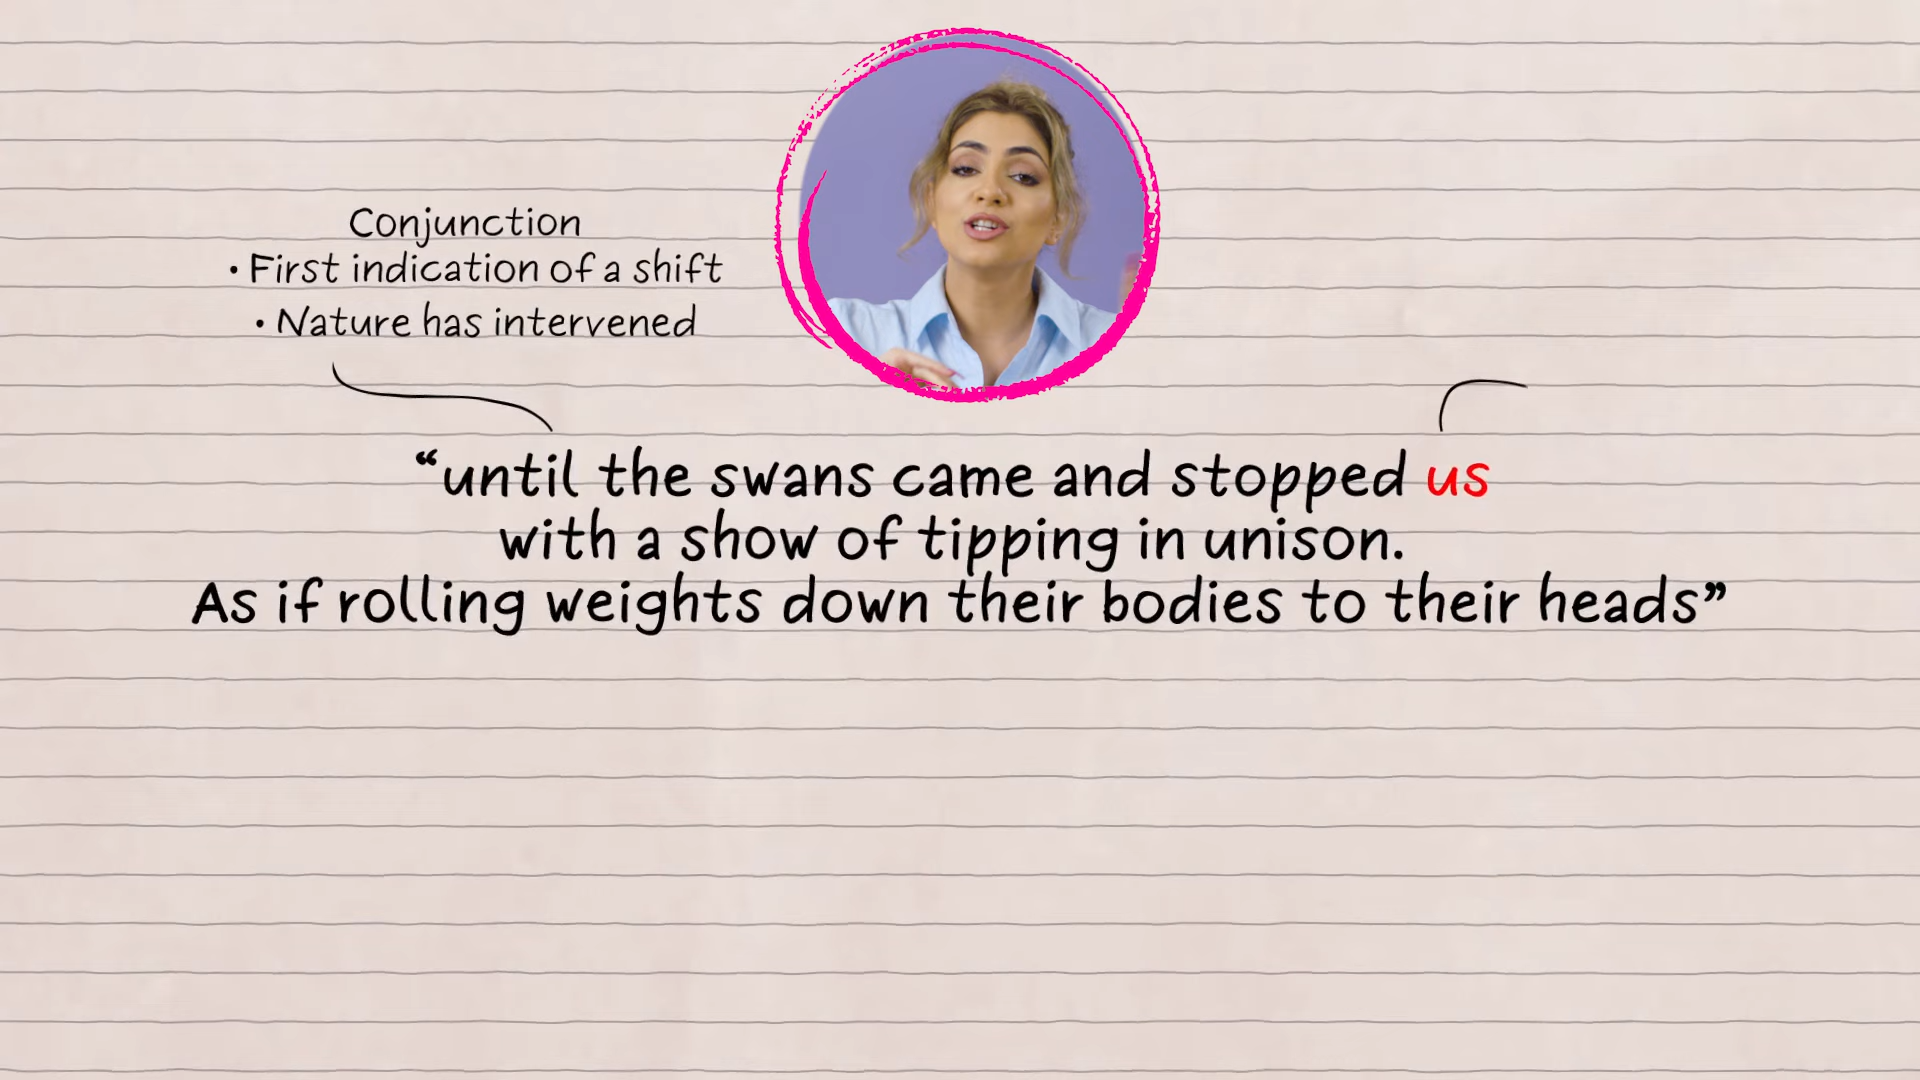 Conjunction
• First indication of a shift
• Nature has intervened
“until the swans came and stopped us
with a show of tipping in unison.
As if rolling weights down their bodies to their heads”